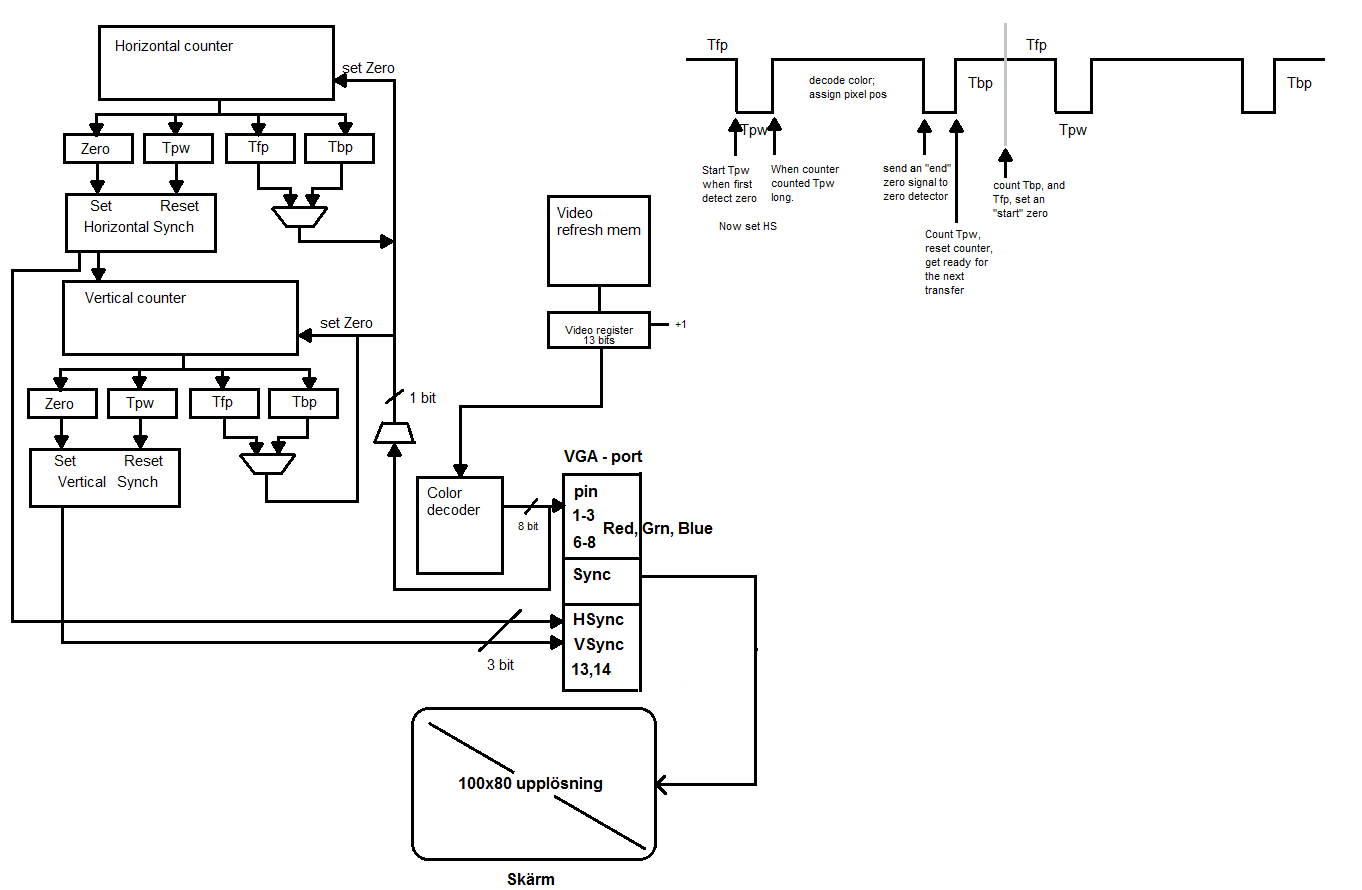 Horizontal counter
set Zero
Zero
Tpw
Tfp
Tbp
Set
Reset
Horizontal Synch
Vertical counter
set Zero
Zero
Tpw
Tfp
Tbp
Set
Reset
Vertical Synch
1 bit
Video
refresh mem
Video register
13 bits
+1
Color
decoder
8 bit
VGA - port
pin
1-3
6-8
Red, Grn, Blue
Sync
HSync
VSync
13,14
3 bit
100x80 upplösning
Skärm
Tfp
Tfp
decode color;
assign pixel pos
Tbp
Tbp
Tpw
Tpw
Start Tpw
when first
detect zero
When counter
counted Tpw
long.
Now set HS
send an "end"
zero signal to
zero detector
Count Tpw,
reset counter,
get ready for
the next
transfer
count Tbp, and
Tfp, set an
"start" zero